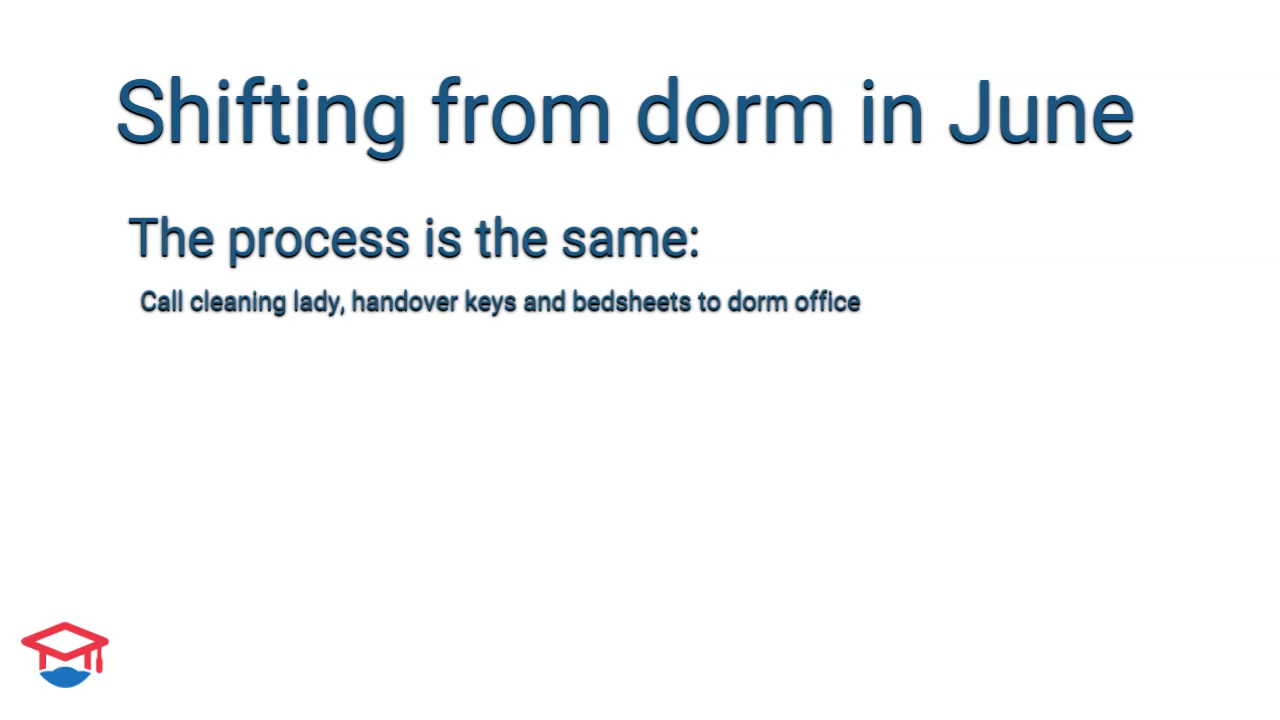 Shifting from dorm in June
The process is the same:
Call cleaning lady, handover keys and bedsheets to dorm office